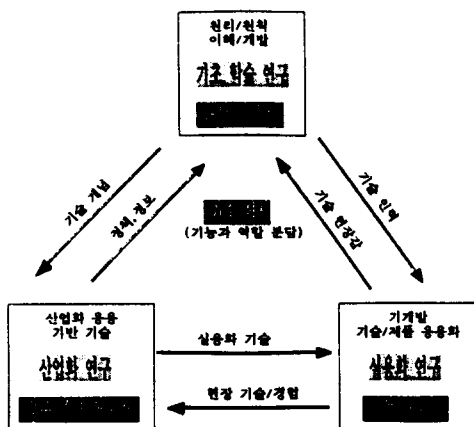 원리/원칙
이해/개발
기초 학술 연구
기술 개념
정책, 정보
기술 현장감
기술 인력
(기능과 역할 분담)
산업화 응용
기반 기술
산업화 연구
실용화 기술
현장 기술/경험
기개발
기술/제품 응용화
실용화 연구